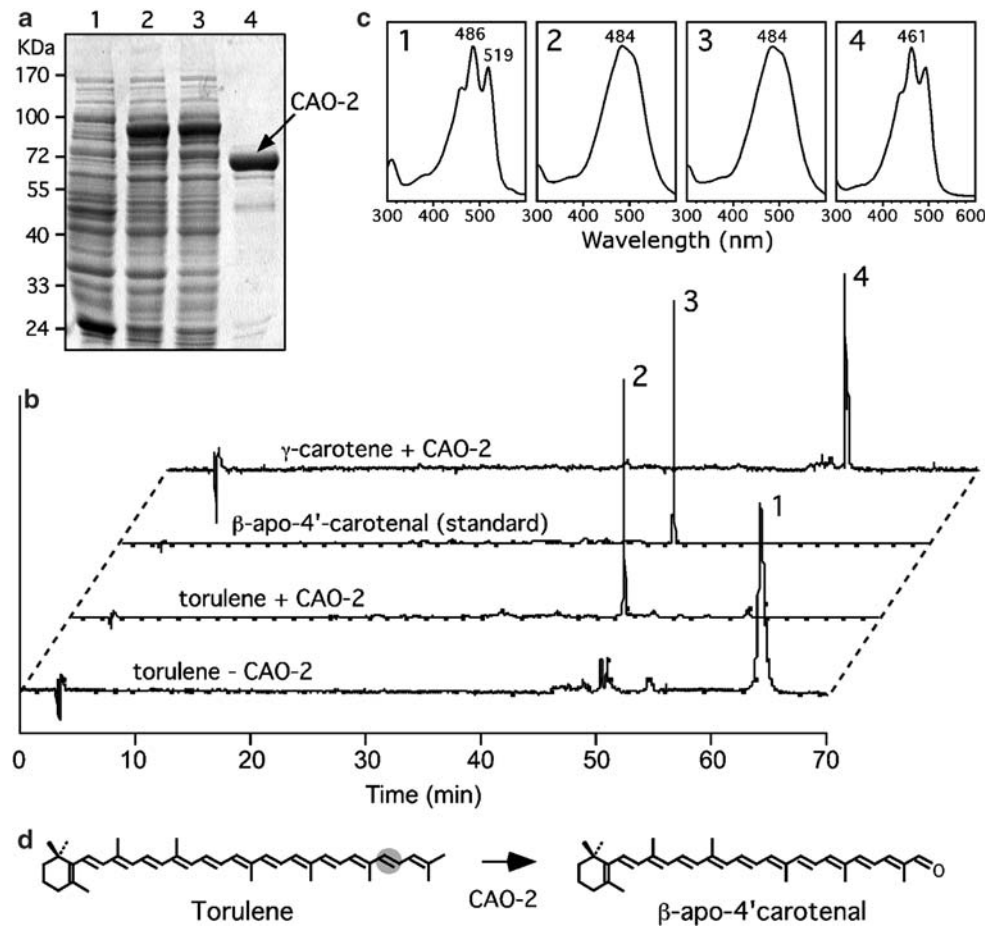 a
1 2 3 4
KDa
170
100
72
55
40
33
24
CAO-2
c
1
486
519
2
484
3
484
4
461
300 400 500
300 400 500
300 400 500
300 400 500 600
Wavelength (nm)
b
4
γ-carotene + CAO-2
3
β-apo-4'-carotenal (standard)
2
torulene + CAO-2
1
torulene - CAO-2
0 10 20 30 40 50 60 70
Time (min)
d
O
CAO-2
Torulene
β-apo-4'carotenal